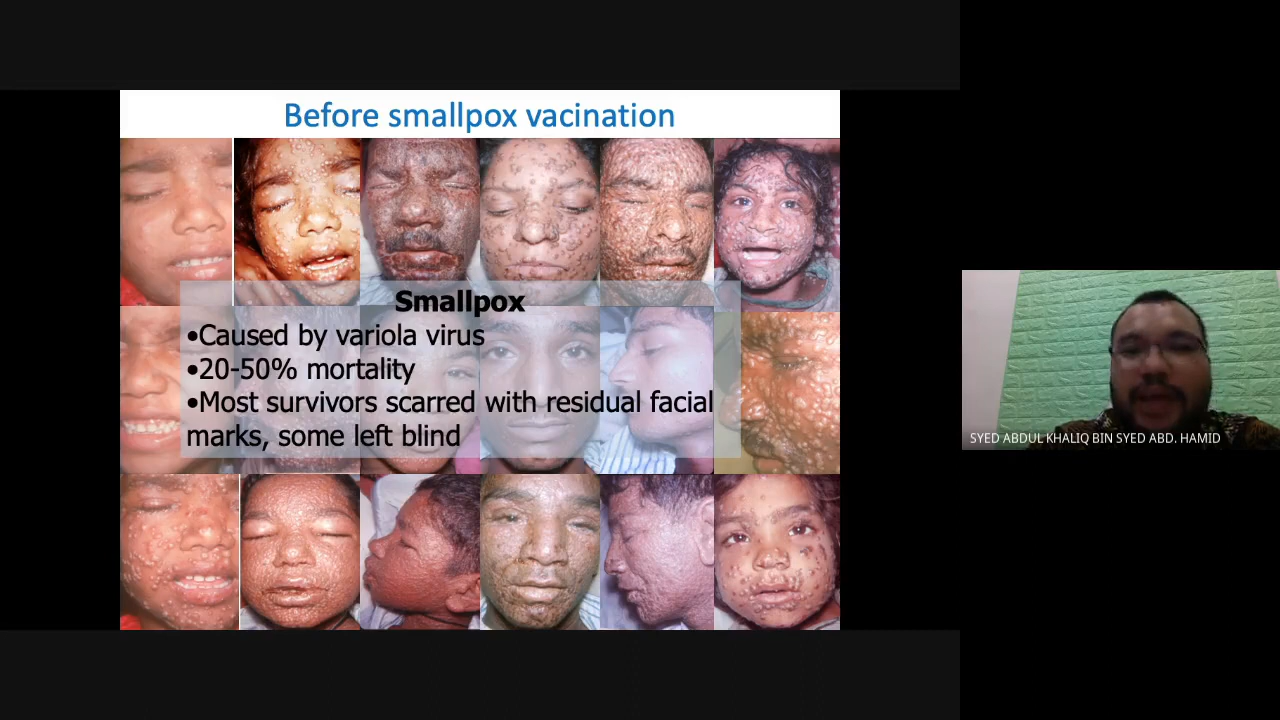 Before smallpox vacination
Smallpox
•Caused by variola virus
•20-50% mortality
•Most survivors scarred with residual facial
marks, some left blind
SYED ABDUL KHALIQ BIN SYED ABD. HAMID